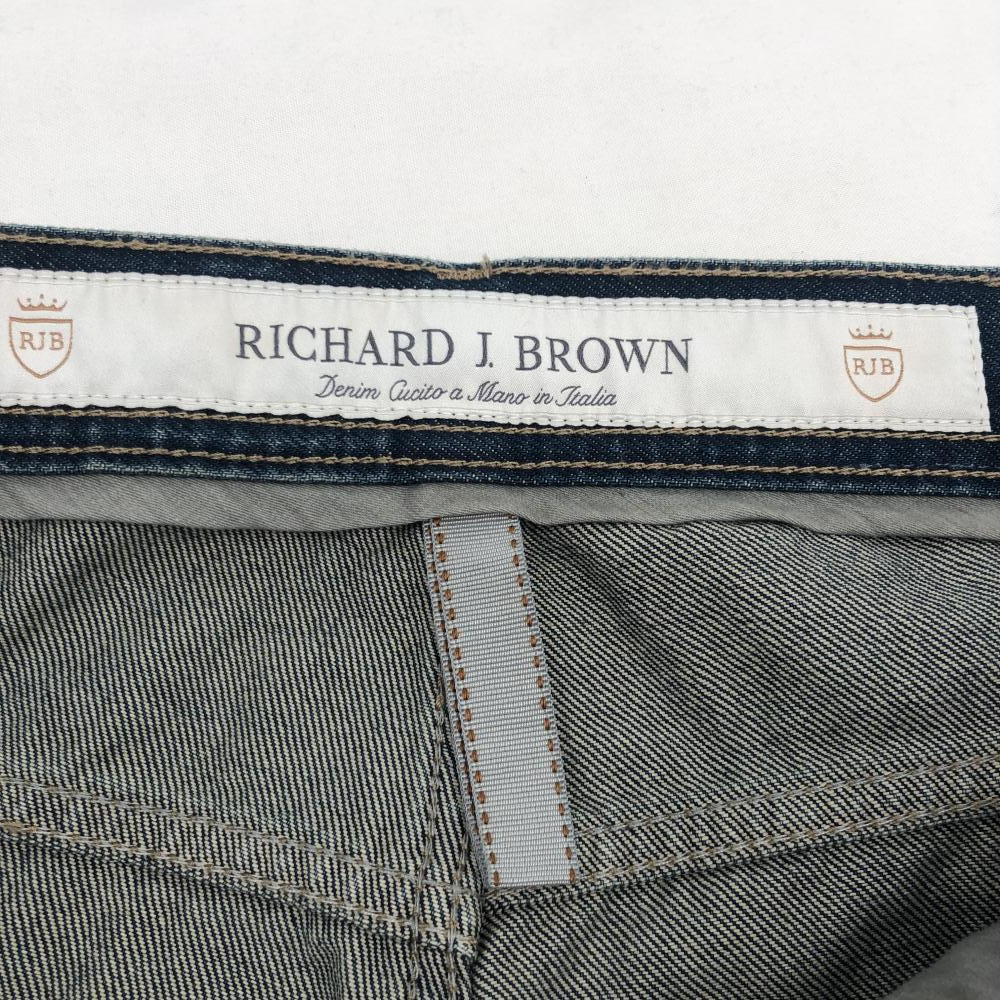 RJB
RICHARD J. BROWN
Denim Cucito a Mano in Italia
RJB